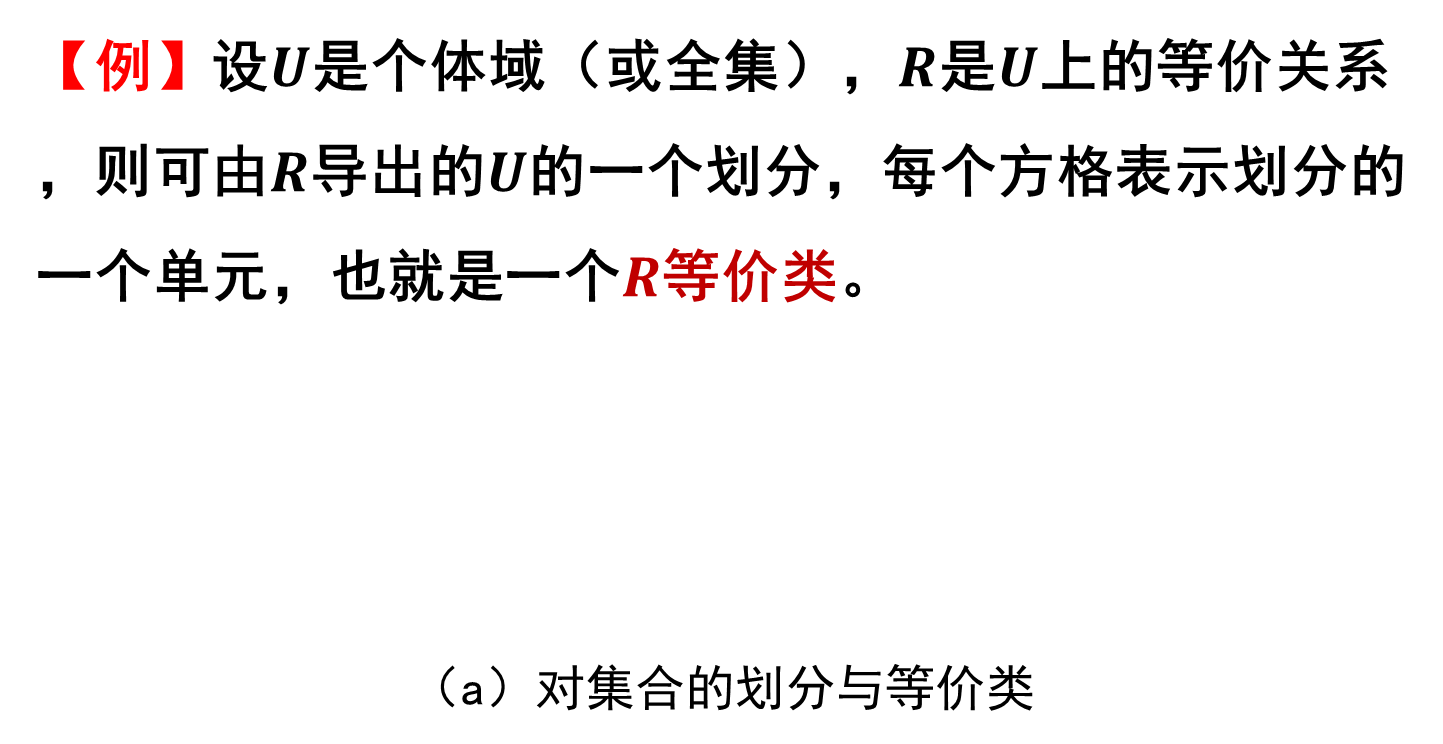 【例】设U是个体域（或全集），R是U上的等价关系
，则可由R导出的U的一个划分，每个方格表示划分的
一个单元，也就是一个R等价类。
（a）对集合的划分与等价类